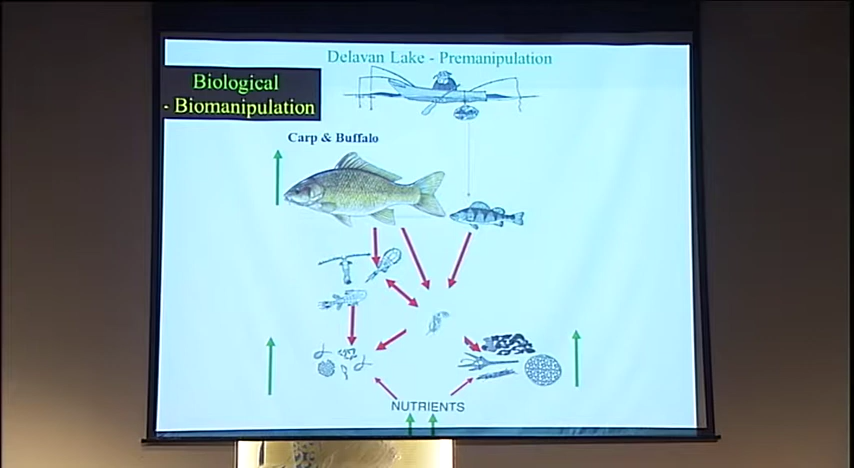 Delavan Lake - Premanipulation
Biological
- Biomanipulation
Carp & Buffalo
NUTRIENTS